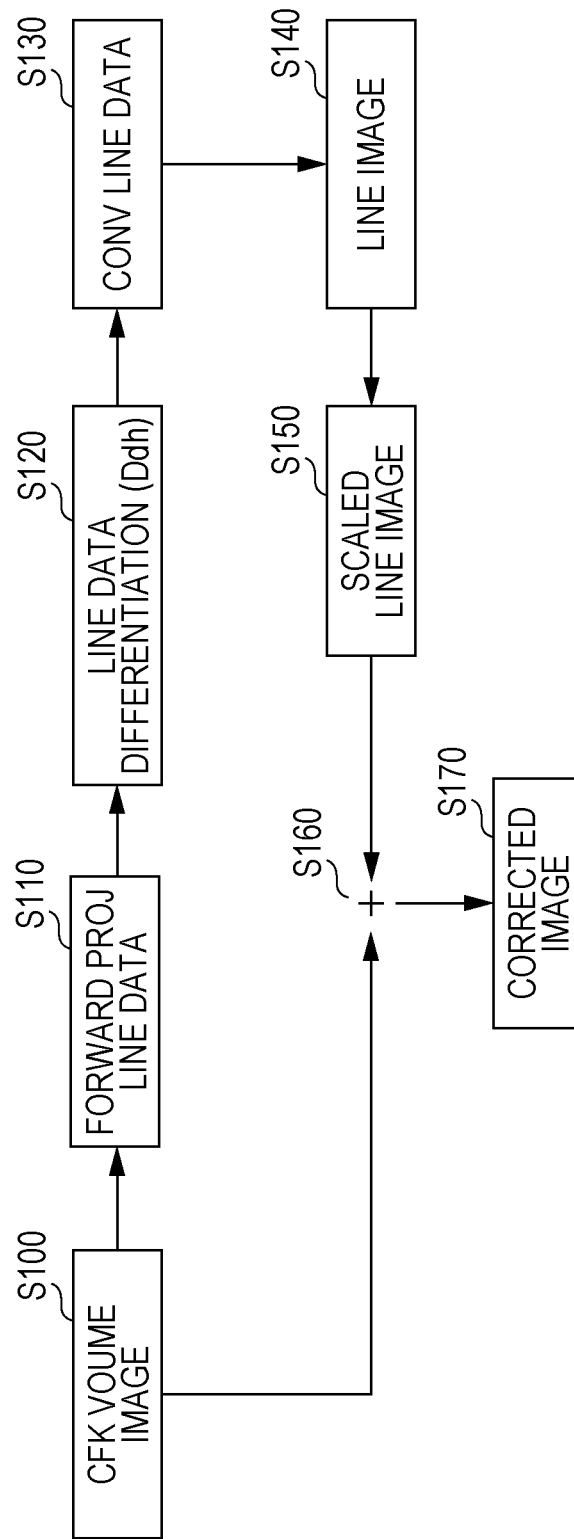 S100
CFK VOUME
IMAGE
S110
FORWARD PROJ
LINE DATA
S120
LINE DATA
DIFFERENTIATION (Ddh)
S130
CONV LINE DATA
S140
LINE IMAGE
S150
SCALED
LINE IMAGE
S160
+
S170
CORRECTED
IMAGE